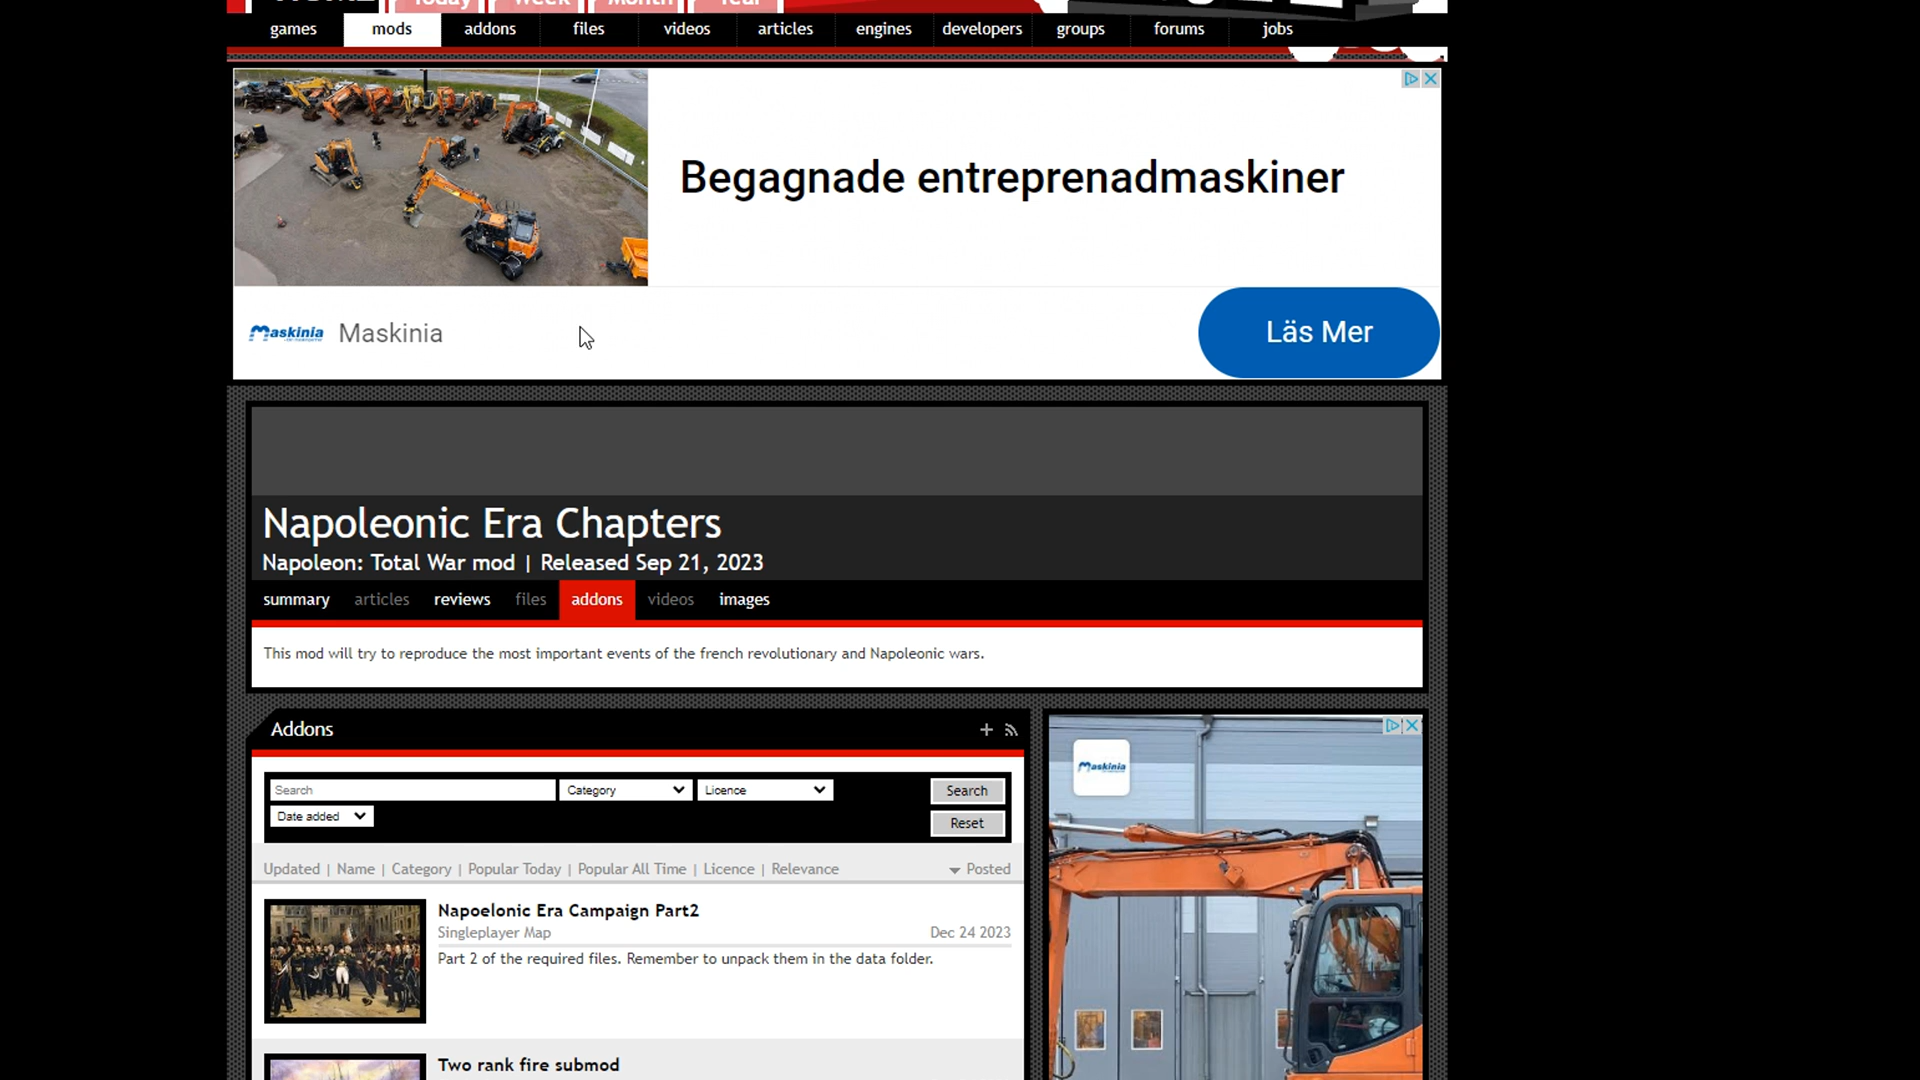 Today Week Month Year
games mods addons files videos articles engines developers groups forums jobs
Begagnade entreprenadmaskiner
Maskinia Maskinia
Läs Mer
Napoleonic Era Chapters
Napoleon: Total War mod | Released Sep 21, 2023
summary articles reviews files addons videos images
This mod will try to reproduce the most important events of the french revolutionary and Napoleonic wars.
Addons
Search Category Licence Search
Date added Reset
Updated | Name | Category | Popular Today | Popular All Time | Licence | Relevance Posted
Napoelonic Era Campaign Part2
Singleplayer Map Dec 24 2023
Part 2 of the required files. Remember to unpack them in the data folder.
Two rank fire submod
Maskinia